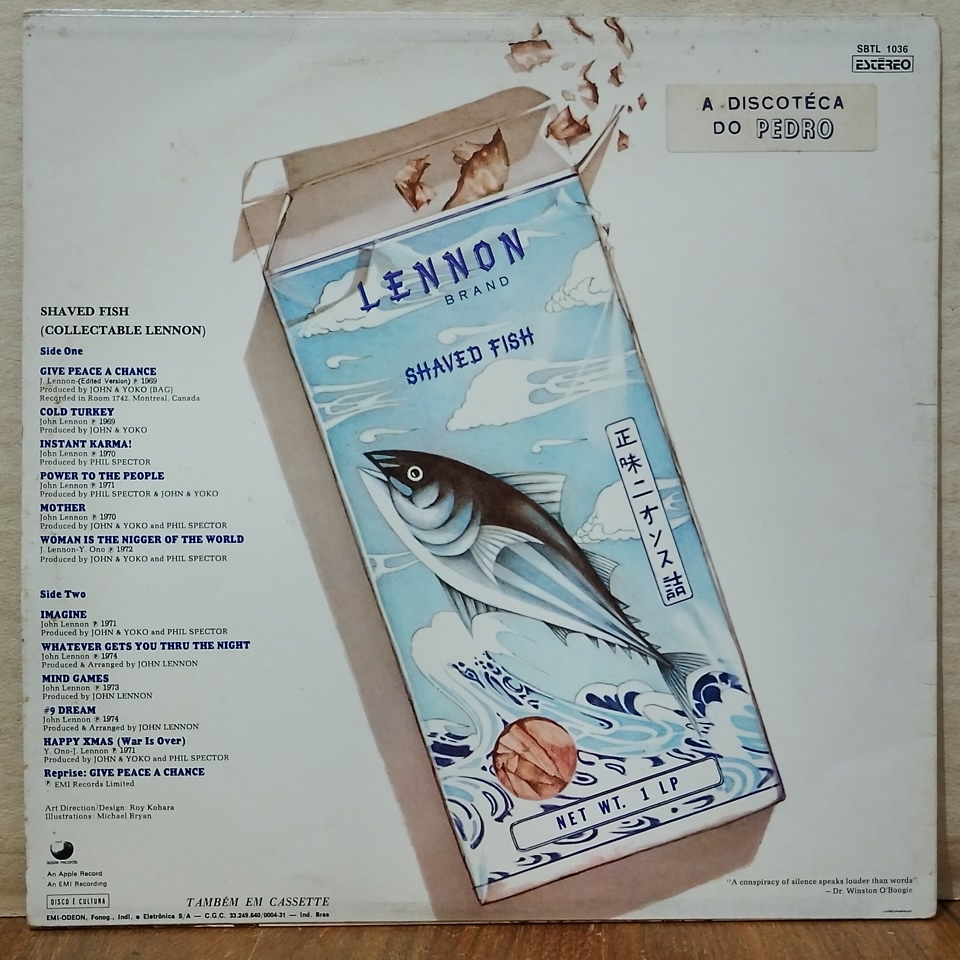 SBTL 1036
ESTÉREO
A DISCOTÉCA
DO PEDRO
LENNON
BRAND
SHAVED FISH
正味二オンス詰
NET WT. 1 LP
SHAVED FISH
(COLLECTABLE LENNON)
Side One
GIVE PEACE A CHANCE
J. Lennon-(Edited Version) ℗ 1969
Produced by JOHN & YOKO (BAG)
Recorded in Room 1742, Montreal, Canada
COLD TURKEY
John Lennon ℗ 1969
Produced by JOHN & YOKO
INSTANT KARMA!
John Lennon ℗ 1970
Produced by PHIL SPECTOR
POWER TO THE PEOPLE
John Lennon ℗ 1971
Produced by PHIL SPECTOR & JOHN & YOKO
MOTHER
John Lennon ℗ 1970
Produced by JOHN & YOKO and PHIL SPECTOR
WOMAN IS THE NIGGER OF THE WORLD
J. Lennon-Y. Ono ℗ 1972
Produced by JOHN & YOKO and PHIL SPECTOR
Side Two
IMAGINE
John Lennon ℗ 1971
Produced by JOHN & YOKO and PHIL SPECTOR
WHATEVER GETS YOU THRU THE NIGHT
John Lennon ℗ 1974
Produced & Arranged by JOHN LENNON
MIND GAMES
John Lennon ℗ 1973
Produced by JOHN LENNON
#9 DREAM
John Lennon ℗ 1974
Produced & Arranged by JOHN LENNON
HAPPY XMAS (War Is Over)
Y. Ono-J. Lennon ℗ 1971
Produced by JOHN & YOKO and PHIL SPECTOR
Reprise: GIVE PEACE A CHANCE
℗ EMI Records Limited
Art Direction/Design: Roy Kohara
Illustrations: Michael Bryan
apple records
An Apple Record
An EMI Recording
DISCO É CULTURA
TAMBÉM EM CASSETTE
EMI-ODEON, Fonog., Indl. e Eletrônica S/A — C.G.C. 33.249.640/0004-31 — Ind. Bras
"A conspiracy of silence speaks louder than words"
– Dr. Winston O'Boogie